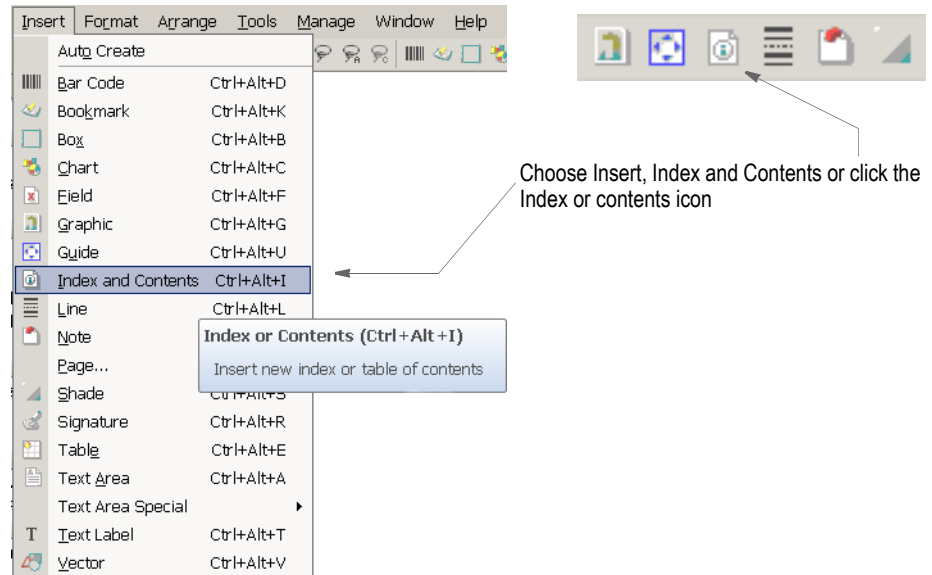 Insert Format Arrange Tools Manage Window Help
Auto Create
Bar Code Ctrl+Alt+D
Bookmark Ctrl+Alt+K
Box Ctrl+Alt+B
Chart Ctrl+Alt+C
Field Ctrl+Alt+F
Graphic Ctrl+Alt+G
Guide Ctrl+Alt+U
Index and Contents Ctrl+Alt+I
Line Ctrl+Alt+L
Note
Page...
Shade Ctrl+Alt+S
Signature Ctrl+Alt+R
Table Ctrl+Alt+E
Text Area Ctrl+Alt+A
Text Area Special
T Text Label Ctrl+Alt+T
Vector Ctrl+Alt+V
Index or Contents (Ctrl+Alt+I)
Insert new index or table of contents
Choose Insert, Index and Contents or click the
Index or contents icon